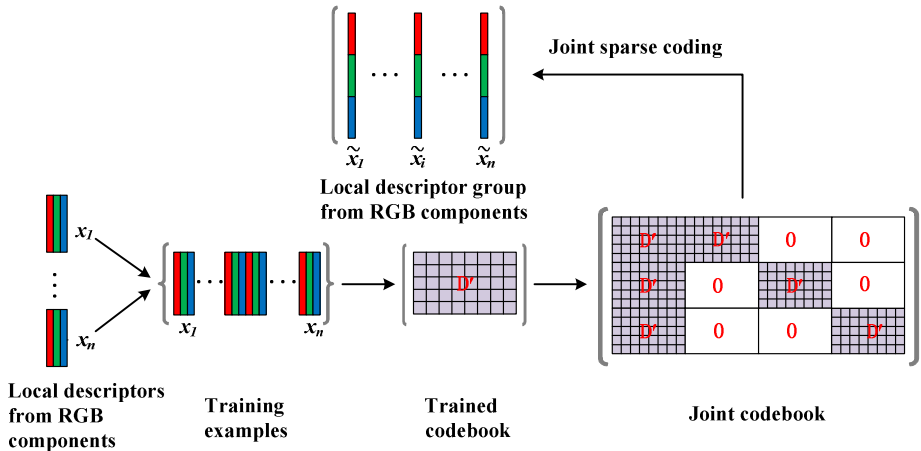 Joint sparse coding
... ...
x̃1 x̃i x̃n
Local descriptor group
from RGB components
x1
...
xn
... ...
x1 xn
D'
D' D' 0 0
D' 0 D' 0
D' 0 0 D'
Local descriptors
from RGB
components
Training
examples
Trained
codebook
Joint codebook